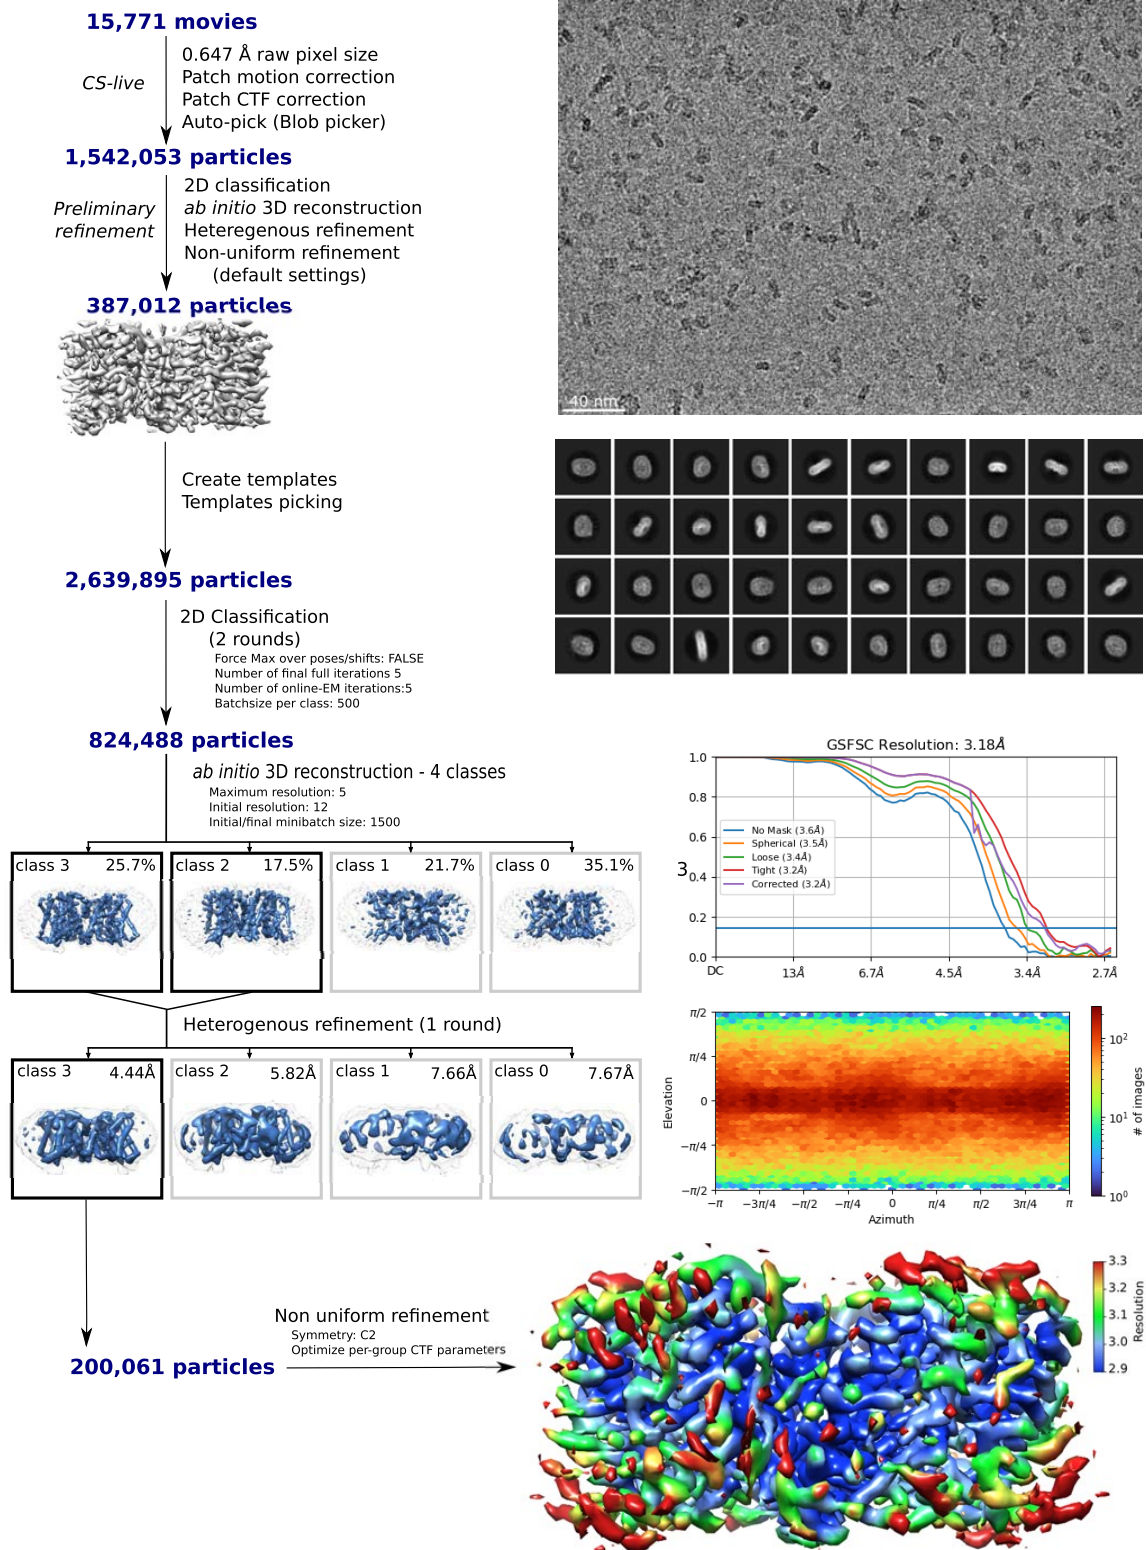 15,771 movies
CS-live
0.647 Å raw pixel size
Patch motion correction
Patch CTF correction
Auto-pick (Blob picker)
1,542,053 particles
Preliminary
refinement
2D classification
ab initio 3D reconstruction
Heteregenous refinement
Non-uniform refinement
(default settings)
387,012 particles
Create templates
Templates picking
2,639,895 particles
2D Classification
(2 rounds)
Force Max over poses/shifts: FALSE
Number of final full iterations 5
Number of online-EM iterations:5
Batchsize per class: 500
824,488 particles
ab initio 3D reconstruction - 4 classes
Maximum resolution: 5
Initial resolution: 12
Initial/final minibatch size: 1500
class 3 25.7%
class 2 17.5%
class 1 21.7%
class 0 35.1%
Heterogenous refinement (1 round)
class 3 4.44Å
class 2 5.82Å
class 1 7.66Å
class 0 7.67Å
200,061 particles
Non uniform refinement
Symmetry: C2
Optimize per-group CTF parameters
40 nm
GSFSC Resolution: 3.18Å
1.0
0.8
0.6
0.4
0.2
0.0
3
No Mask (3.6Å)
Spherical (3.5Å)
Loose (3.4Å)
Tight (3.2Å)
Corrected (3.2Å)
DC 13Å 6.7Å 4.5Å 3.4Å 2.7Å
π/2
π/4
0
−π/4
−π/2
Elevation
−π −3π/4 −π/2 −π/4 0 π/4 π/2 3π/4 π
Azimuth
10²
10¹
10⁰
# of images
3.3
3.1
3.0
2.9
Resolution